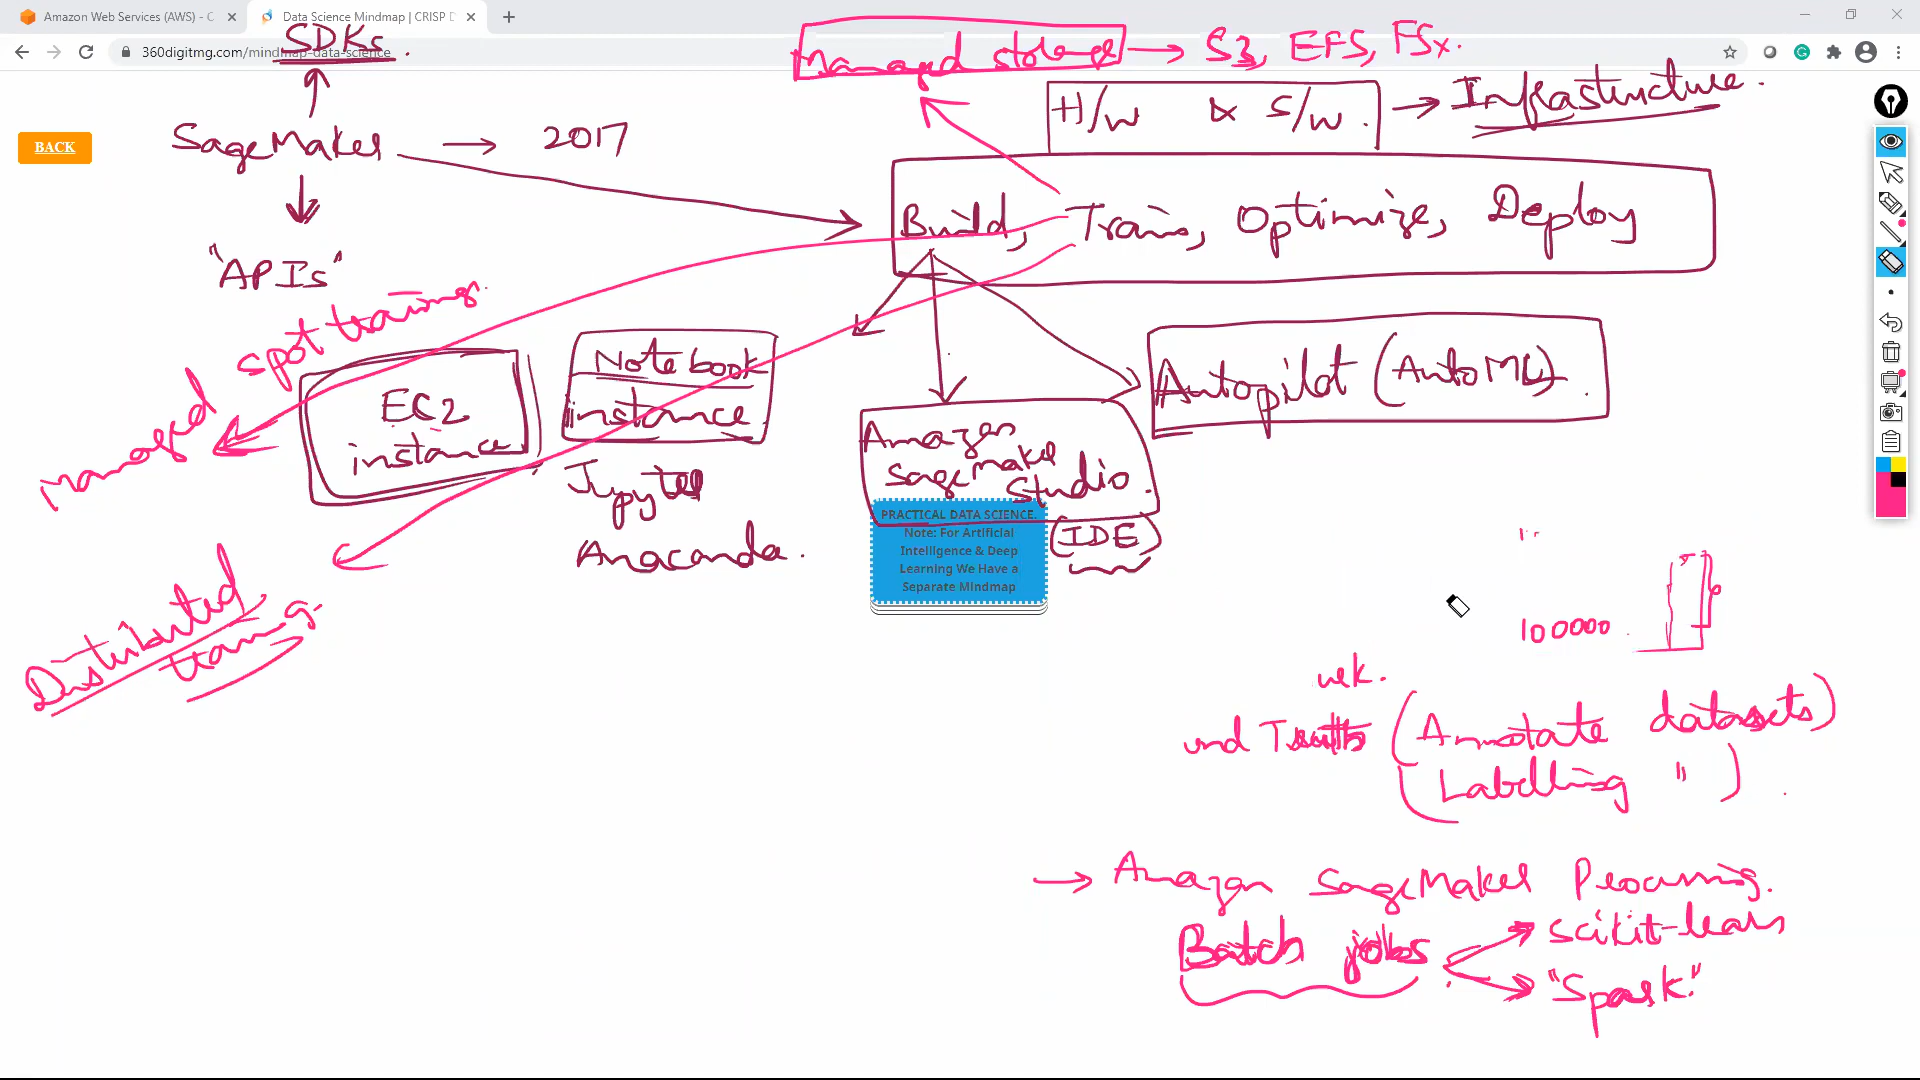 Amazon Web Services (AWS) - C
Data Science Mindmap | CRISP D
360digitmg.com/mindmap-data-science
SDKs.
managed storage → S3, EFS, FSx.
H/w & S/w. → Infrastructure.
BACK
SageMaker → 2017
Build, Train, Optimize, Deploy
"APIs"
managed spot training.
EC2
instance
Notebook
instance
Jupyter
Anaconda.
Amazon
SageMaker
Studio.
(IDE)
Autopilot (AutoML).
PRACTICAL DATA SCIENCE.
Note: For Artificial
Intelligence & Deep
Learning We Have a
Separate Mindmap
Distributed
training.
100000
und Truth (Annotate datasets)
(Labelling ")
→ Amazon SageMaker Processing.
Batch jobs
scikit-learn
"Spark."